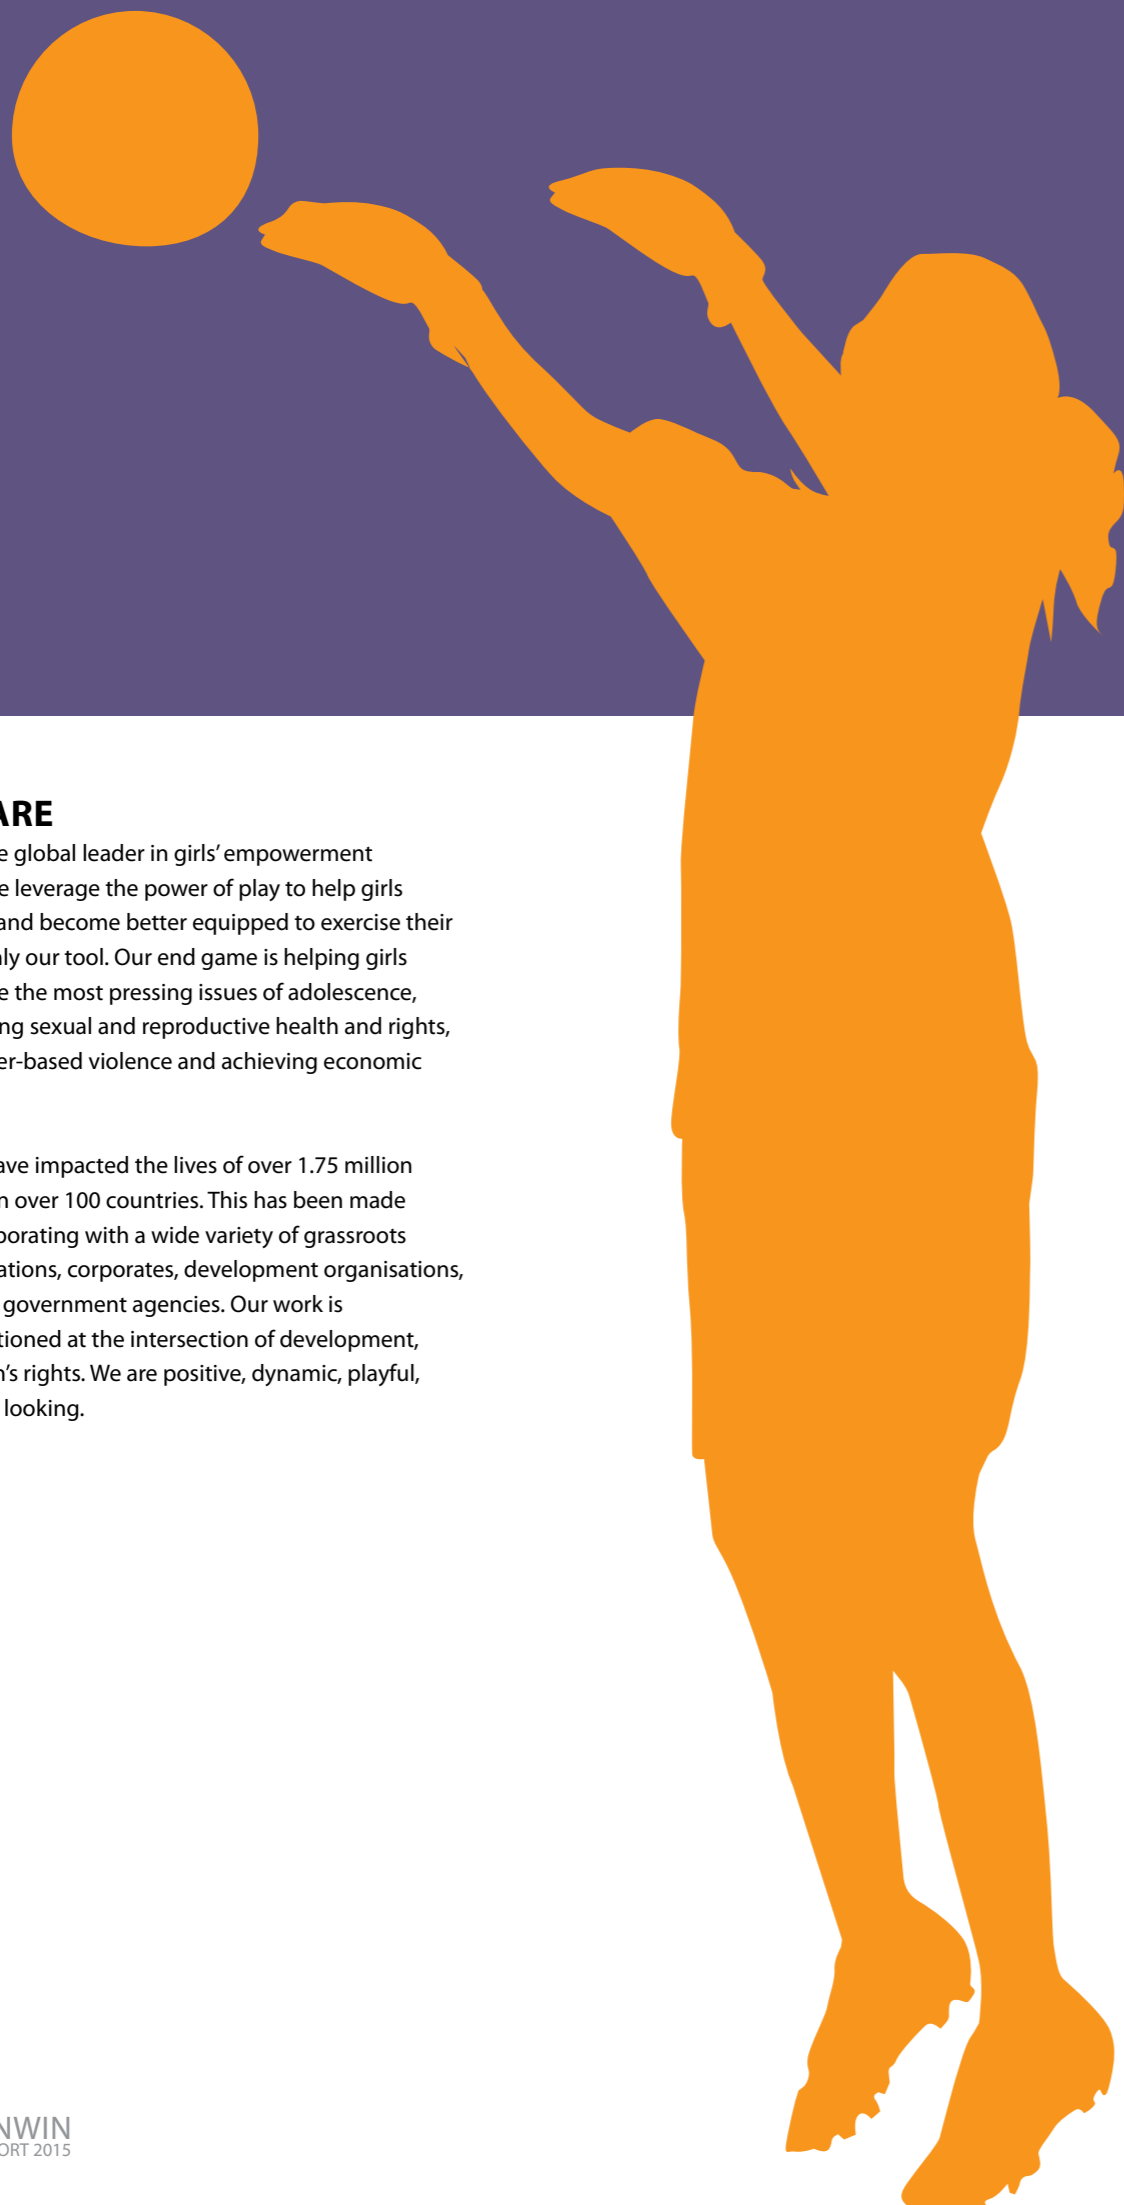 ARE
e global leader in girls’ empowerment
e leverage the power of play to help girls
and become better equipped to exercise their
ly our tool. Our end game is helping girls
e the most pressing issues of adolescence,
ng sexual and reproductive health and rights,
er-based violence and achieving economic
ave impacted the lives of over 1.75 million
n over 100 countries. This has been made
orating with a wide variety of grassroots
ations, corporates, development organisations,
government agencies. Our work is
tioned at the intersection of development,
n’s rights. We are positive, dynamic, playful,
looking.
NWIN
ORT 2015